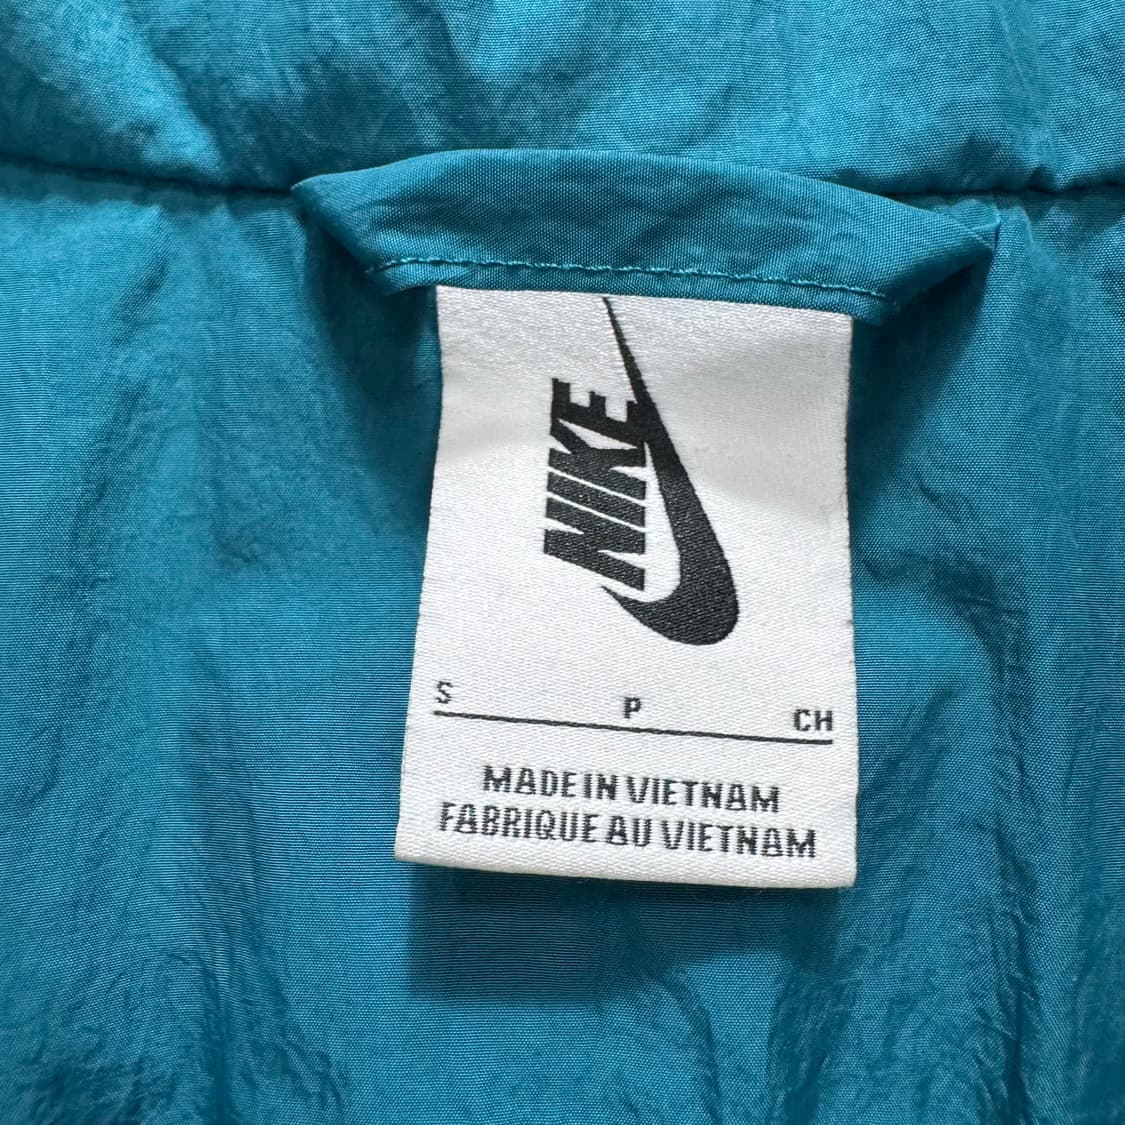 NIKE
S P CH
MADE IN VIETNAM
FABRIQUE AU VIETNAM